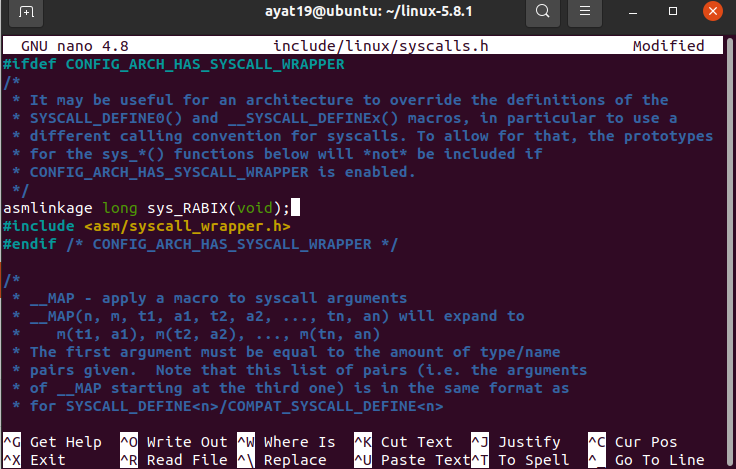 ayat19@ubuntu: ~/linux-5.8.1
GNU nano 4.8 include/linux/syscalls.h Modified
#ifdef CONFIG_ARCH_HAS_SYSCALL_WRAPPER
/*
 * It may be useful for an architecture to override the definitions of the
 * SYSCALL_DEFINE0() and __SYSCALL_DEFINEx() macros, in particular to use a
 * different calling convention for syscalls. To allow for that, the prototypes
 * for the sys_*() functions below will *not* be included if
 * CONFIG_ARCH_HAS_SYSCALL_WRAPPER is enabled.
 */
asmlinkage long sys_RABIX(void);
#include <asm/syscall_wrapper.h>
#endif /* CONFIG_ARCH_HAS_SYSCALL_WRAPPER */
/*
 * __MAP - apply a macro to syscall arguments
 * __MAP(n, m, t1, a1, t2, a2, ..., tn, an) will expand to
 *    m(t1, a1), m(t2, a2), ..., m(tn, an)
 * The first argument must be equal to the amount of type/name
 * pairs given.  Note that this list of pairs (i.e. the arguments
 * of __MAP starting at the third one) is in the same format as
 * for SYSCALL_DEFINE<n>/COMPAT_SYSCALL_DEFINE<n>
^G Get Help ^O Write Out ^W Where Is ^K Cut Text ^J Justify ^C Cur Pos
^X Exit ^R Read File ^\ Replace ^U Paste Text ^T To Spell ^_ Go To Line